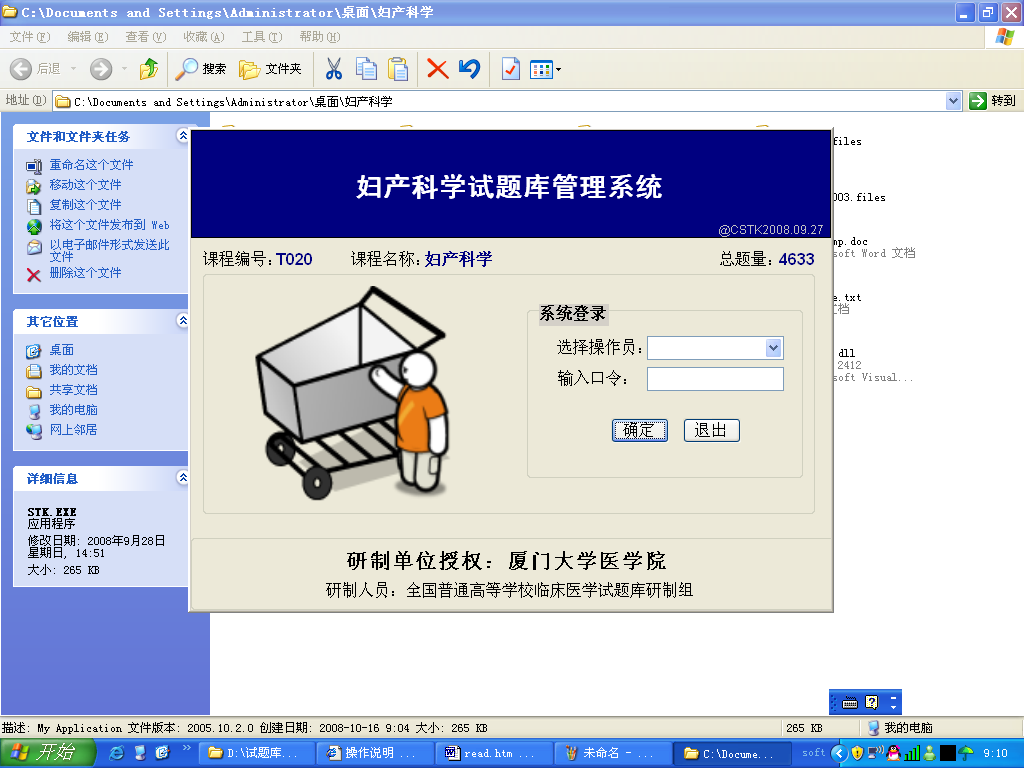 C:\Documents and Settings\Administrator\桌面\妇产科学
文件(F) 编辑(E) 查看(V) 收藏(A) 工具(T) 帮助(H)
后退 搜索 文件夹
地址(D) C:\Documents and Settings\Administrator\桌面\妇产科学 转到
文件和文件夹任务
重命名这个文件
移动这个文件
复制这个文件
将这个文件发布到 Web
以电子邮件形式发送此
文件
删除这个文件
其它位置
桌面
我的文档
共享文档
我的电脑
网上邻居
详细信息
STK.EXE
应用程序
修改日期: 2008年9月28日
星期日, 14:51
大小: 265 KB
妇产科学试题库管理系统
@CSTK2008.09.27
课程编号:T020 课程名称:妇产科学 总题量:4633
系统登录
选择操作员:
输入口令:
确定 退出
研制单位授权: 厦门大学医学院
研制人员: 全国普通高等学校临床医学试题库研制组
files
003.files
mp.doc
soft Word 文档
e.txt
文档
dll
2412
soft Visual...
描述: My Application 文件版本: 2005.10.2.0 创建日期: 2008-10-16 9:04 大小: 265 KB 265 KB 我的电脑
开始 D:\试题库... 操作说明 ... read.htm ... 未命名 - ... C:\Docume... soft 9:10